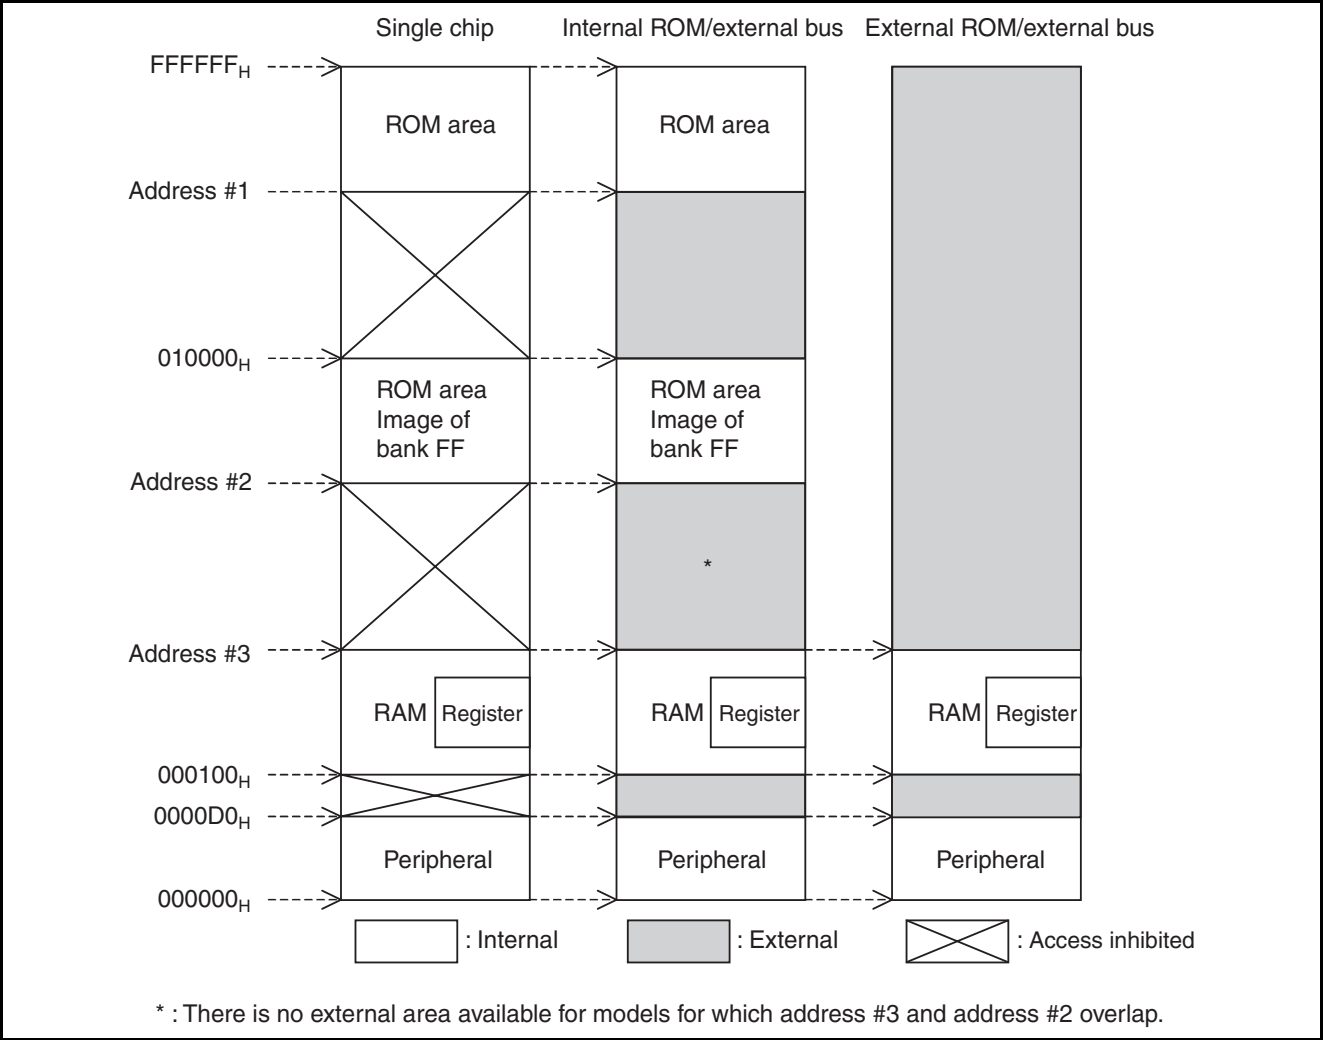 Single chip Internal ROM/external bus External ROM/external bus
FFFFFFH
ROM area ROM area
Address #1
010000H
ROM area ROM area
Image of Image of
bank FF bank FF
Address #2
*
Address #3
RAM Register RAM Register RAM Register
000100H
0000D0H
Peripheral Peripheral Peripheral
000000H
: Internal : External : Access inhibited
* : There is no external area available for models for which address #3 and address #2 overlap.